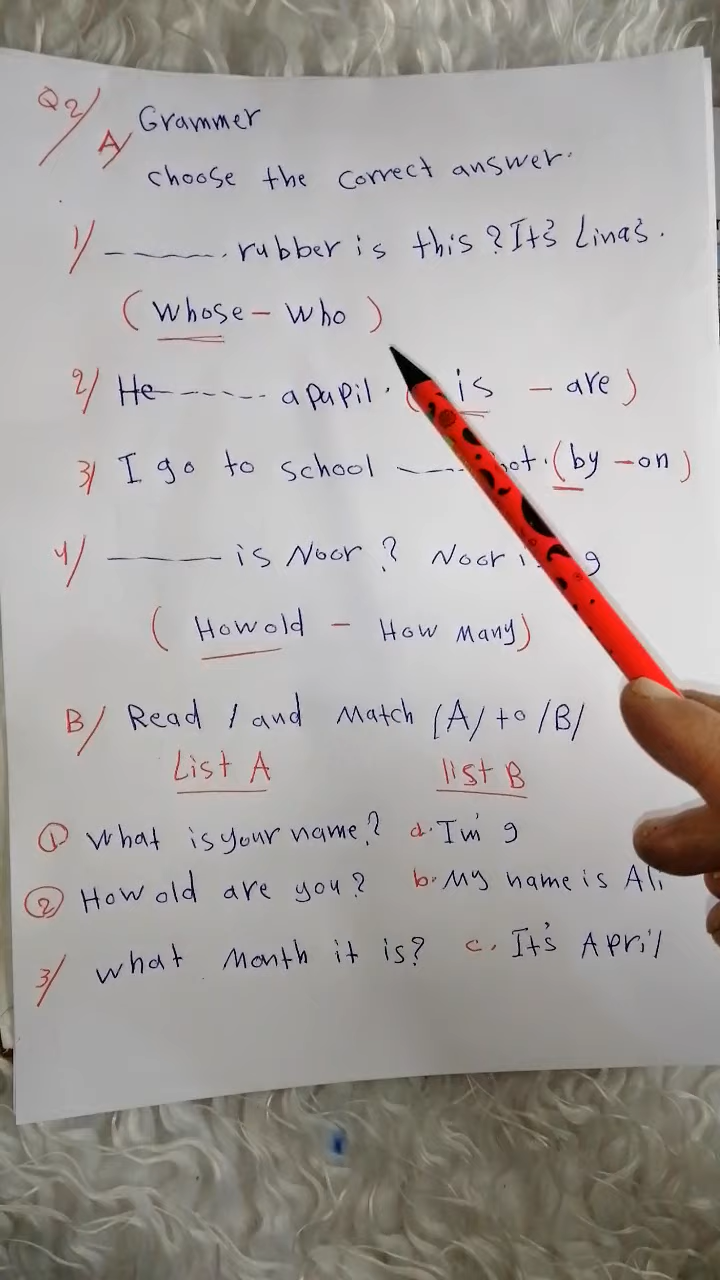 Q2/ Grammer
A/ choose the correct answer.
1/ ------- rubber is this? It's Lina's.
(Whose - Who)
2/ He ------ a pupil. (is - are)
3/ I go to school (by - on)
4/ ------- is Noor? Noor 9
(How old - How Many)
B/ Read / and Match /A/ to /B/
List A list B
1 What is your name? a. I'm 9
2 How old are you? b. My name is Ali
3/ what Month it is? c. It's April